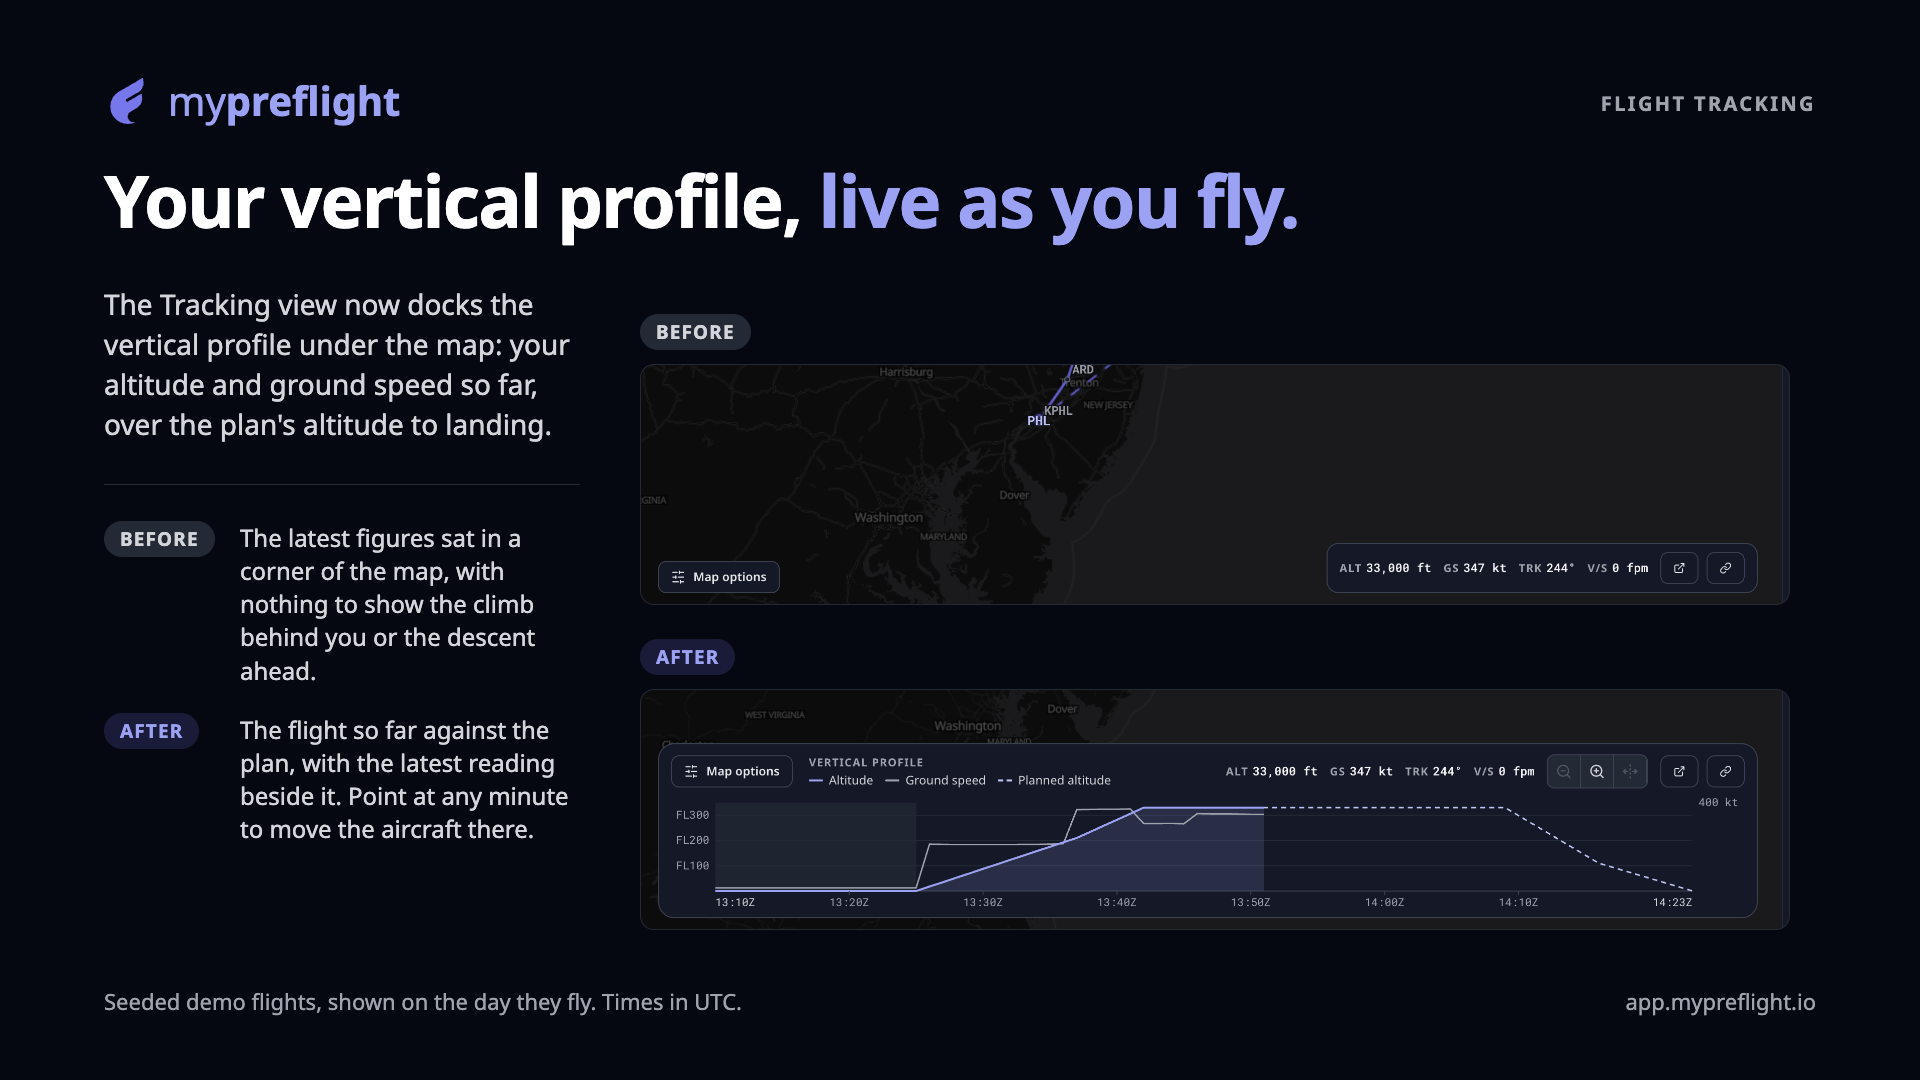 mypreflight
FLIGHT TRACKING
Your vertical profile, live as you fly.
The Tracking view now docks the
vertical profile under the map: your
altitude and ground speed so far,
over the plan's altitude to landing.
BEFORE
The latest figures sat in a
corner of the map, with
nothing to show the climb
behind you or the descent
ahead.
AFTER
The flight so far against the
plan, with the latest reading
beside it. Point at any minute
to move the aircraft there.
BEFORE
Harrisburg
ARD
Trenton
NEW JERSEY
KPHL
PHL
Dover
GINIA
Washington
MARYLAND
Map options
ALT 33,000 ft GS 347 kt TRK 244° V/S 0 fpm
AFTER
WEST VIRGINIA
Dover
Washington
MARYLAND
Map options
VERTICAL PROFILE
Altitude Ground speed Planned altitude
ALT 33,000 ft GS 347 kt TRK 244° V/S 0 fpm
400 kt
FL300
FL200
FL100
13:10Z 13:20Z 13:30Z 13:40Z 13:50Z 14:00Z 14:10Z 14:23Z
Seeded demo flights, shown on the day they fly. Times in UTC.
app.mypreflight.io